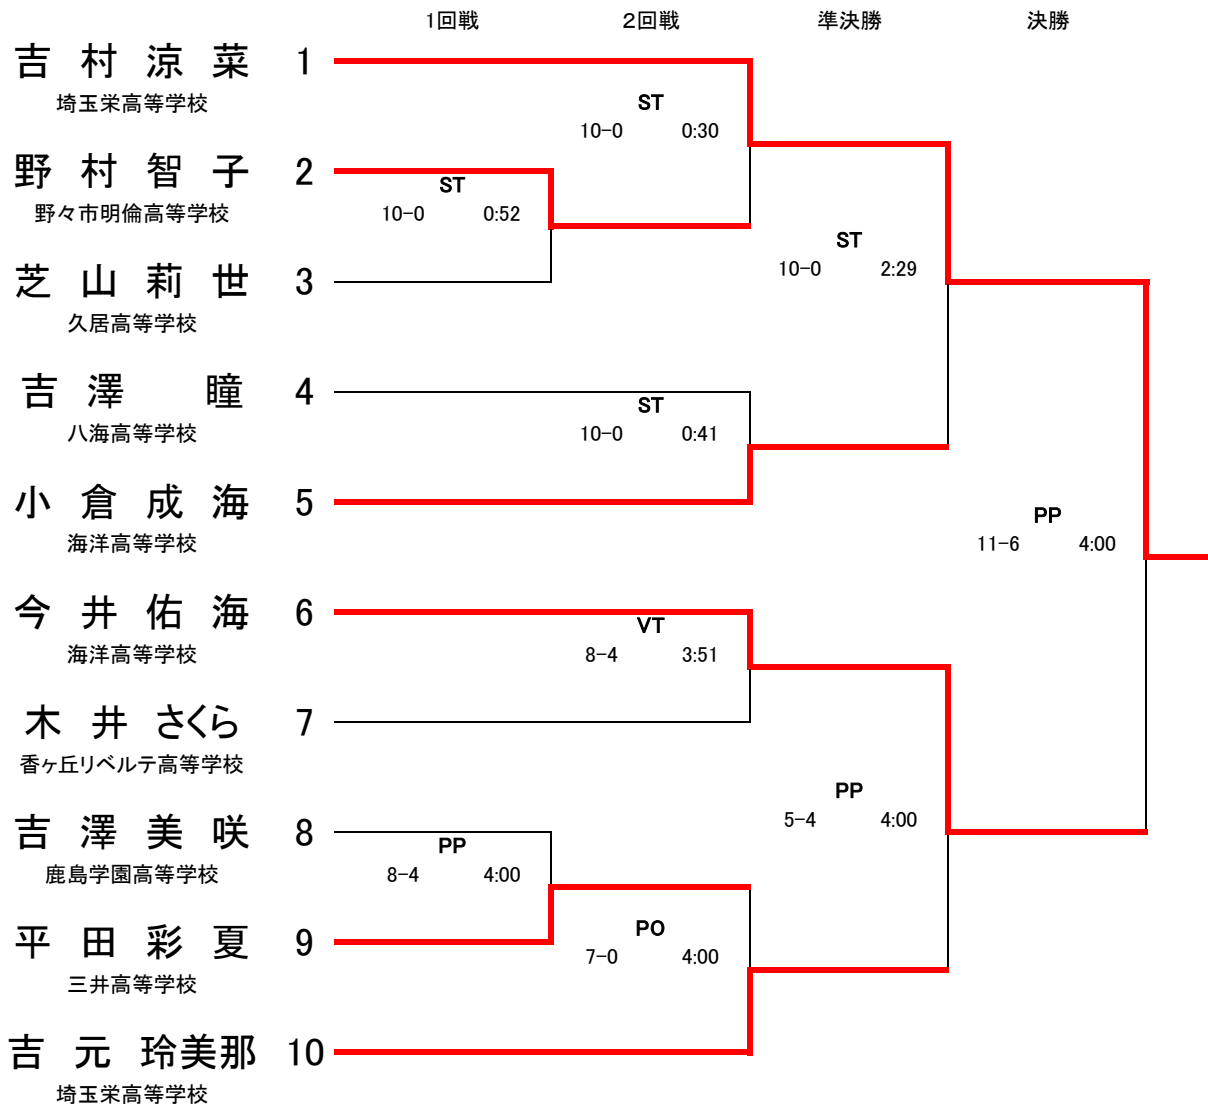 1回戦 2回戦 準決勝 決勝
吉村涼菜 1
埼玉栄高等学校
ST
10-0 0:30
野村智子 2
ST
野々市明倫高等学校
10-0 0:52
ST
10-0 2:29
芝山莉世 3
久居高等学校
吉澤 瞳 4
ST
八海高等学校
10-0 0:41
小倉成海 5
海洋高等学校
PP
11-6 4:00
今井佑海 6
VT
海洋高等学校
8-4 3:51
木井さくら 7
香ヶ丘リベルテ高等学校
PP
5-4 4:00
吉澤美咲 8
PP
鹿島学園高等学校
8-4 4:00
平田彩夏 9
PO
7-0 4:00
三井高等学校
吉元玲美那 10
埼玉栄高等学校